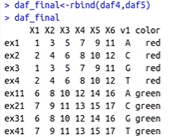 > daf_final<-rbind(daf4,daf5)
> daf_final
X1 X2 X3 X4 X5 X6 v1 color
ex1 1 3 5 7 9 11 A red
ex2 2 4 6 8 10 12 C red
ex3 1 3 5 7 9 11 G red
ex4 2 4 6 8 10 12 T red
ex11 6 8 10 12 14 16 A green
ex21 7 9 11 13 15 17 C green
ex31 6 8 10 12 14 16 G green
ex41 7 9 11 13 15 17 T green